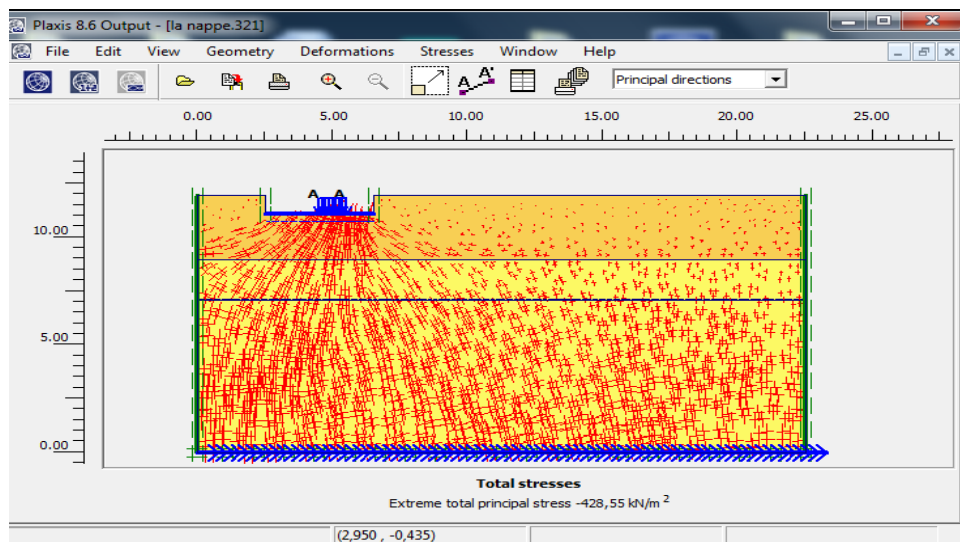 Plaxis 8.6 Output - [la nappe.321]
File Edit View Geometry Deformations Stresses Window Help
A A* Principal directions
0.00 5.00 10.00 15.00 20.00 25.00
A A
10.00
5.00
0.00
Total stresses
Extreme total principal stress -428,55 kN/m 2
(2,950 , -0,435)